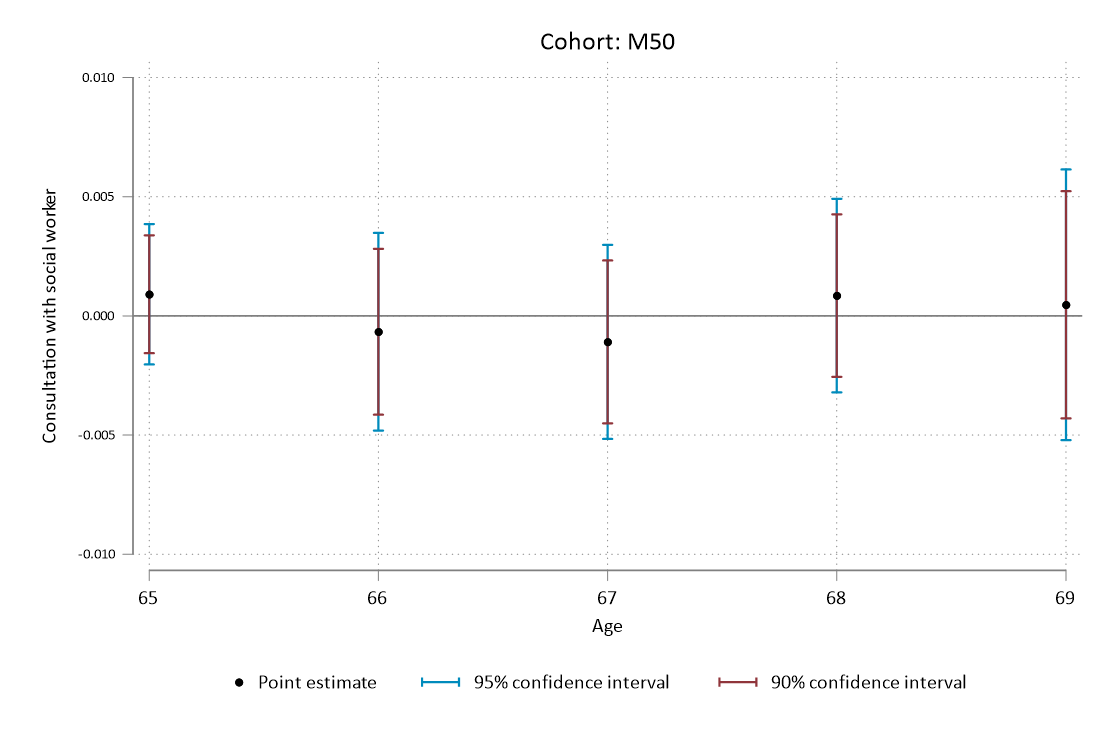 Cohort: M50
Consultation with social worker
0.010
0.005
0.000
-0.005
-0.010
65 66 67 68 69
Age
Point estimate 95% confidence interval 90% confidence interval